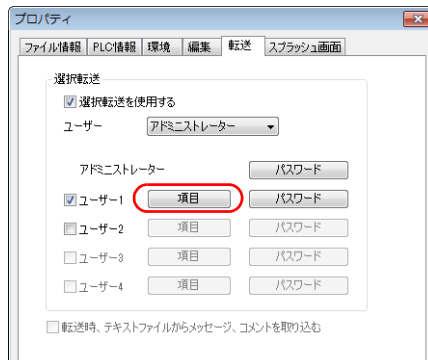 プロパティ
ファイル情報 PLC情報 環境 編集 転送 スプラッシュ画面
選択転送
選択転送を使用する
ユーザー アドミニストレーター
アドミニストレーター パスワード
ユーザー1 項目 パスワード
ユーザー2 項目 パスワード
ユーザー3 項目 パスワード
ユーザー4 項目 パスワード
転送時、テキストファイルからメッセージ、コメントを取り込む